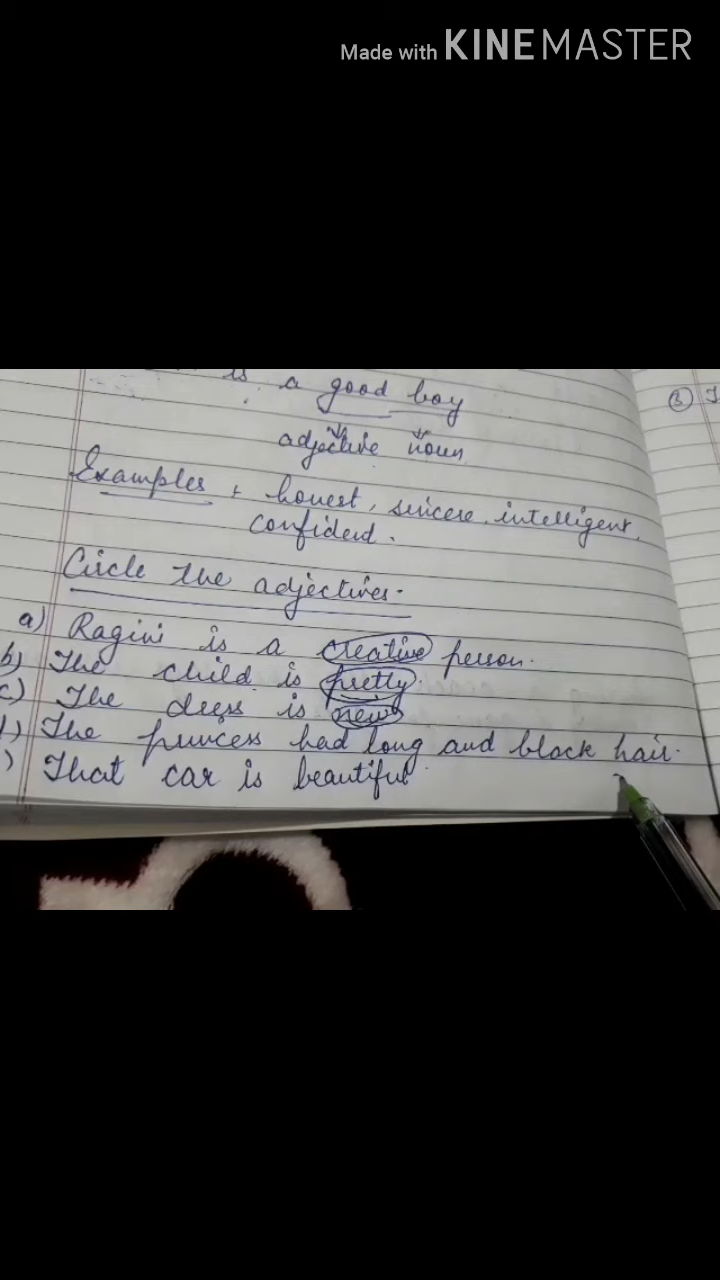 Made with KINEMASTER
is a good boy
adjective noun
Examples + honest, sincere, intelligent,
confident.
Circle the adjectives.
a) Ragini is a creative person.
b) The child is pretty.
c) The dress is new
d) The princess had long and black hair.
) That car is beautiful
3